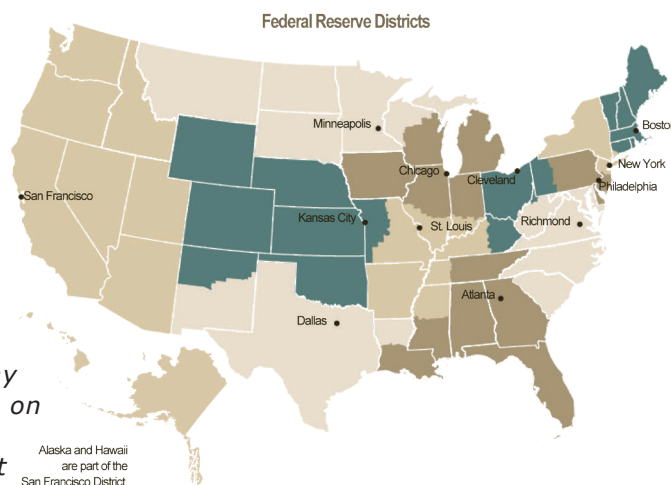 Federal Reserve Districts
Minneapolis
Boston
Chicago
Cleveland
New York
Philadelphia
San Francisco
Kansas City
St. Louis
Richmond
Atlanta
Dallas
y
on
t
Alaska and Hawaii
are part of the
San Francisco District.